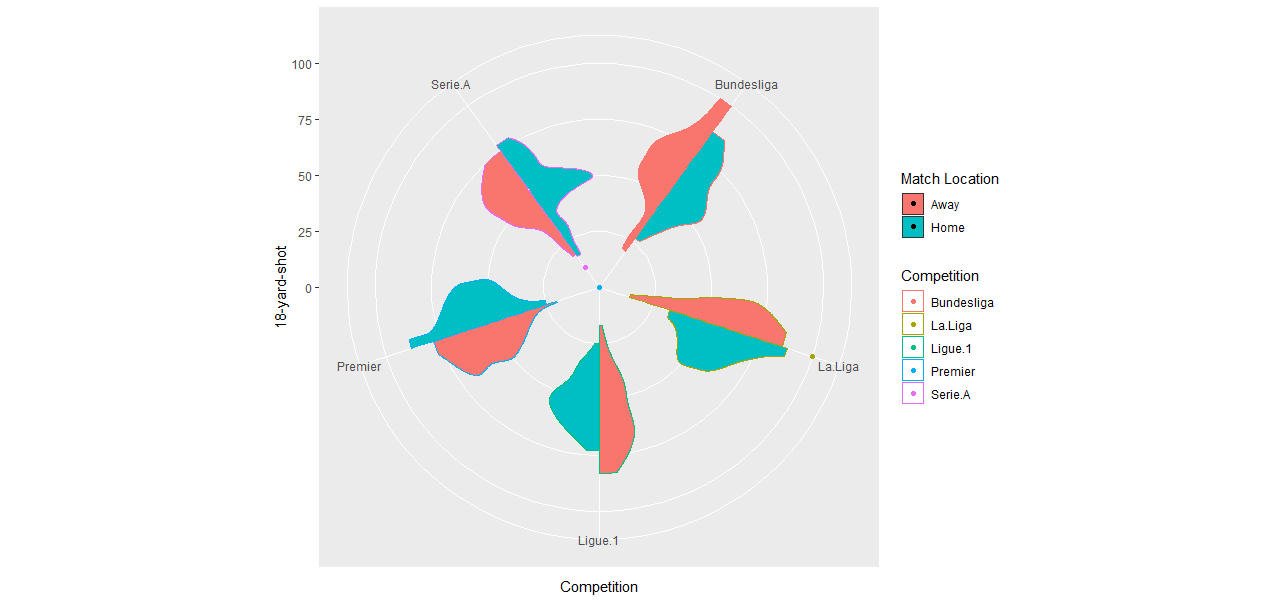 Serie.A
Bundesliga
100
75
50
25
0
18-yard-shot
Premier
La.Liga
Ligue.1
Competition
Match Location
Away
Home
Competition
Bundesliga
La.Liga
Ligue.1
Premier
Serie.A